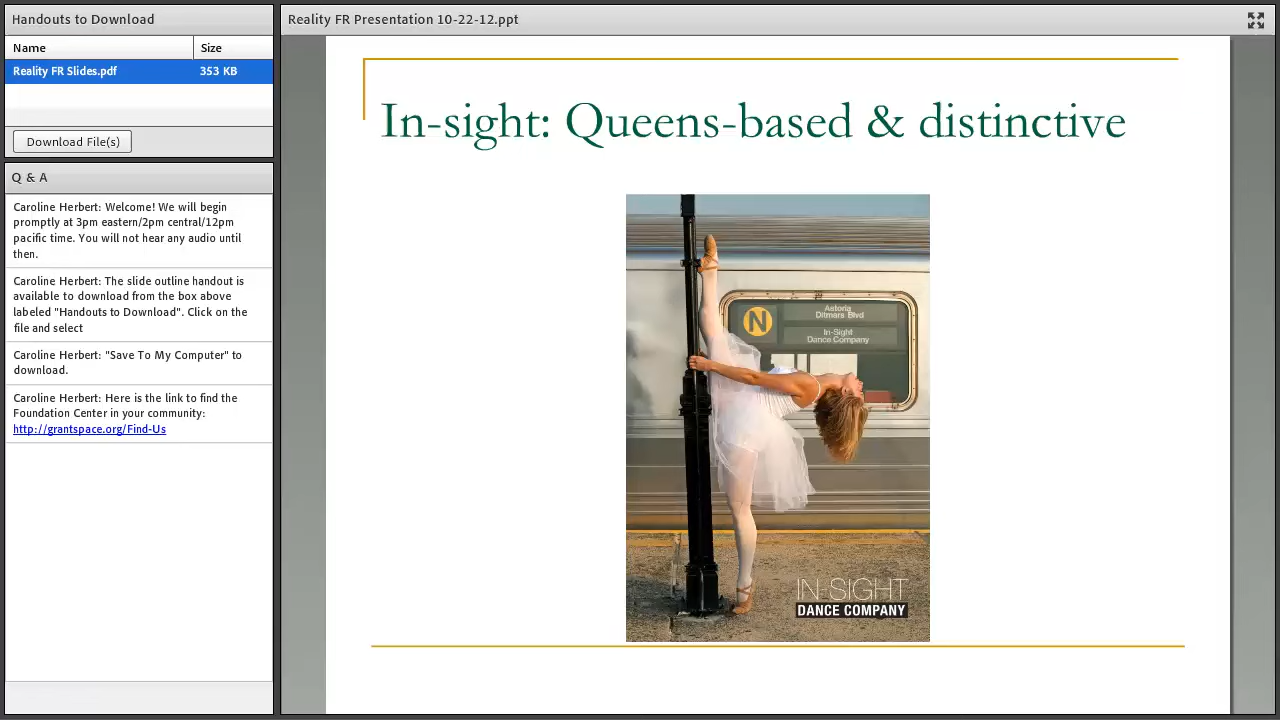 Handouts to Download
Name Size
Reality FR Slides.pdf 353 KB
Download File(s)
Q & A
Caroline Herbert: Welcome! We will begin
promptly at 3pm eastern/2pm central/12pm
pacific time. You will not hear any audio until
then.
Caroline Herbert: The slide outline handout is
available to download from the box above
labeled "Handouts to Download". Click on the
file and select
Caroline Herbert: "Save To My Computer" to
download.
Caroline Herbert: Here is the link to find the
Foundation Center in your community:
http://grantspace.org/Find-Us
Reality FR Presentation 10-22-12.ppt
In-sight: Queens-based & distinctive
N
Astoria
Ditmars Blvd
In-Sight
Dance Company
IN-SIGHT
DANCE COMPANY